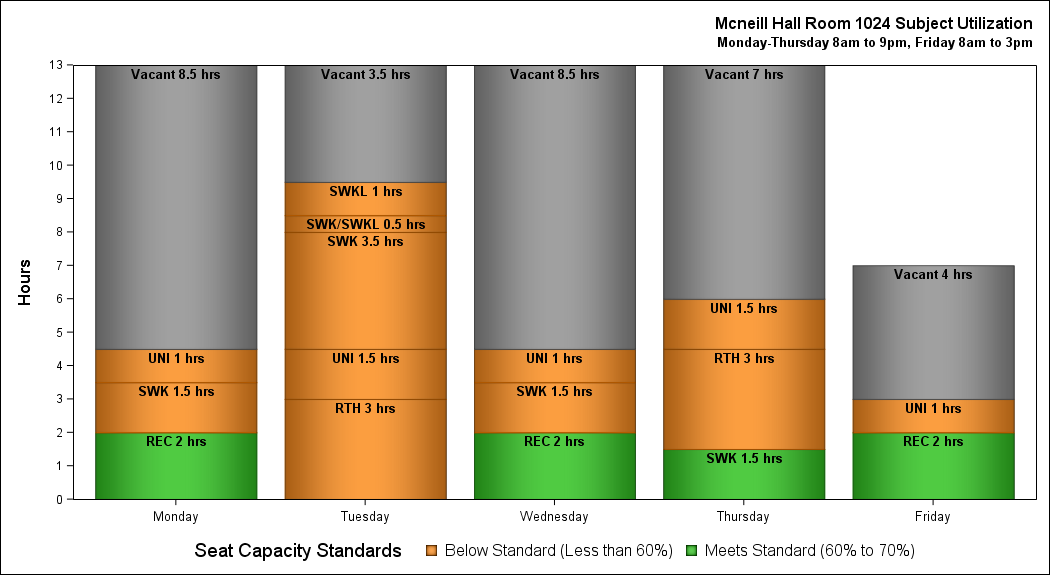 Mcneill Hall Room 1024 Subject Utilization
Monday-Thursday 8am to 9pm, Friday 8am to 3pm
Hours
13
12
11
10
9
8
7
6
5
4
3
2
1
0
Vacant 8.5 hrs
UNI 1 hrs
SWK 1.5 hrs
REC 2 hrs
Vacant 3.5 hrs
SWKL 1 hrs
SWK/SWKL 0.5 hrs
SWK 3.5 hrs
UNI 1.5 hrs
RTH 3 hrs
Vacant 8.5 hrs
UNI 1 hrs
SWK 1.5 hrs
REC 2 hrs
Vacant 7 hrs
UNI 1.5 hrs
RTH 3 hrs
SWK 1.5 hrs
Vacant 4 hrs
UNI 1 hrs
REC 2 hrs
Monday Tuesday Wednesday Thursday Friday
Seat Capacity Standards Below Standard (Less than 60%) Meets Standard (60% to 70%)